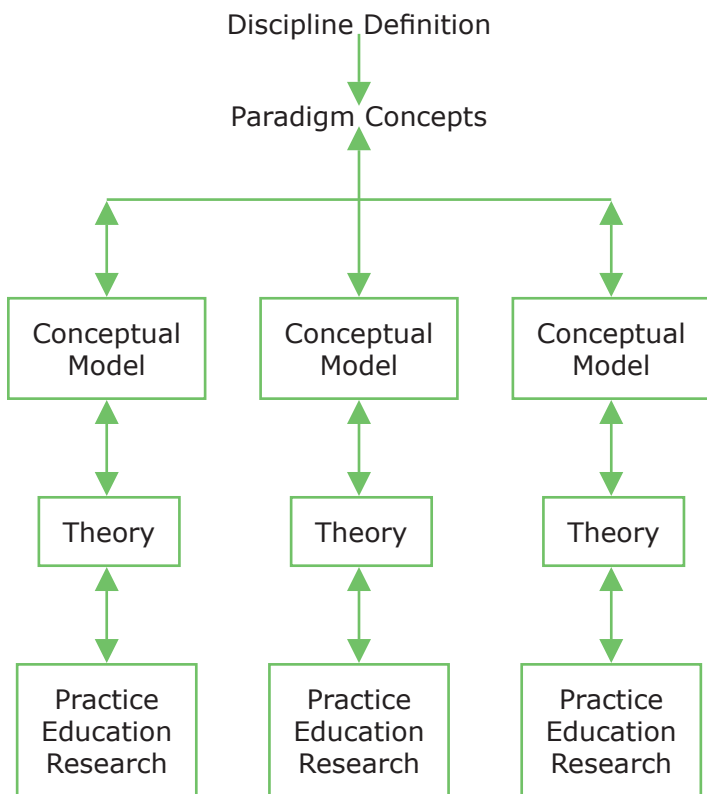 Discipline Definition
Paradigm Concepts
Conceptual
Model
Conceptual
Model
Conceptual
Model
Theory
Theory
Theory
Practice
Education
Research
Practice
Education
Research
Practice
Education
Research